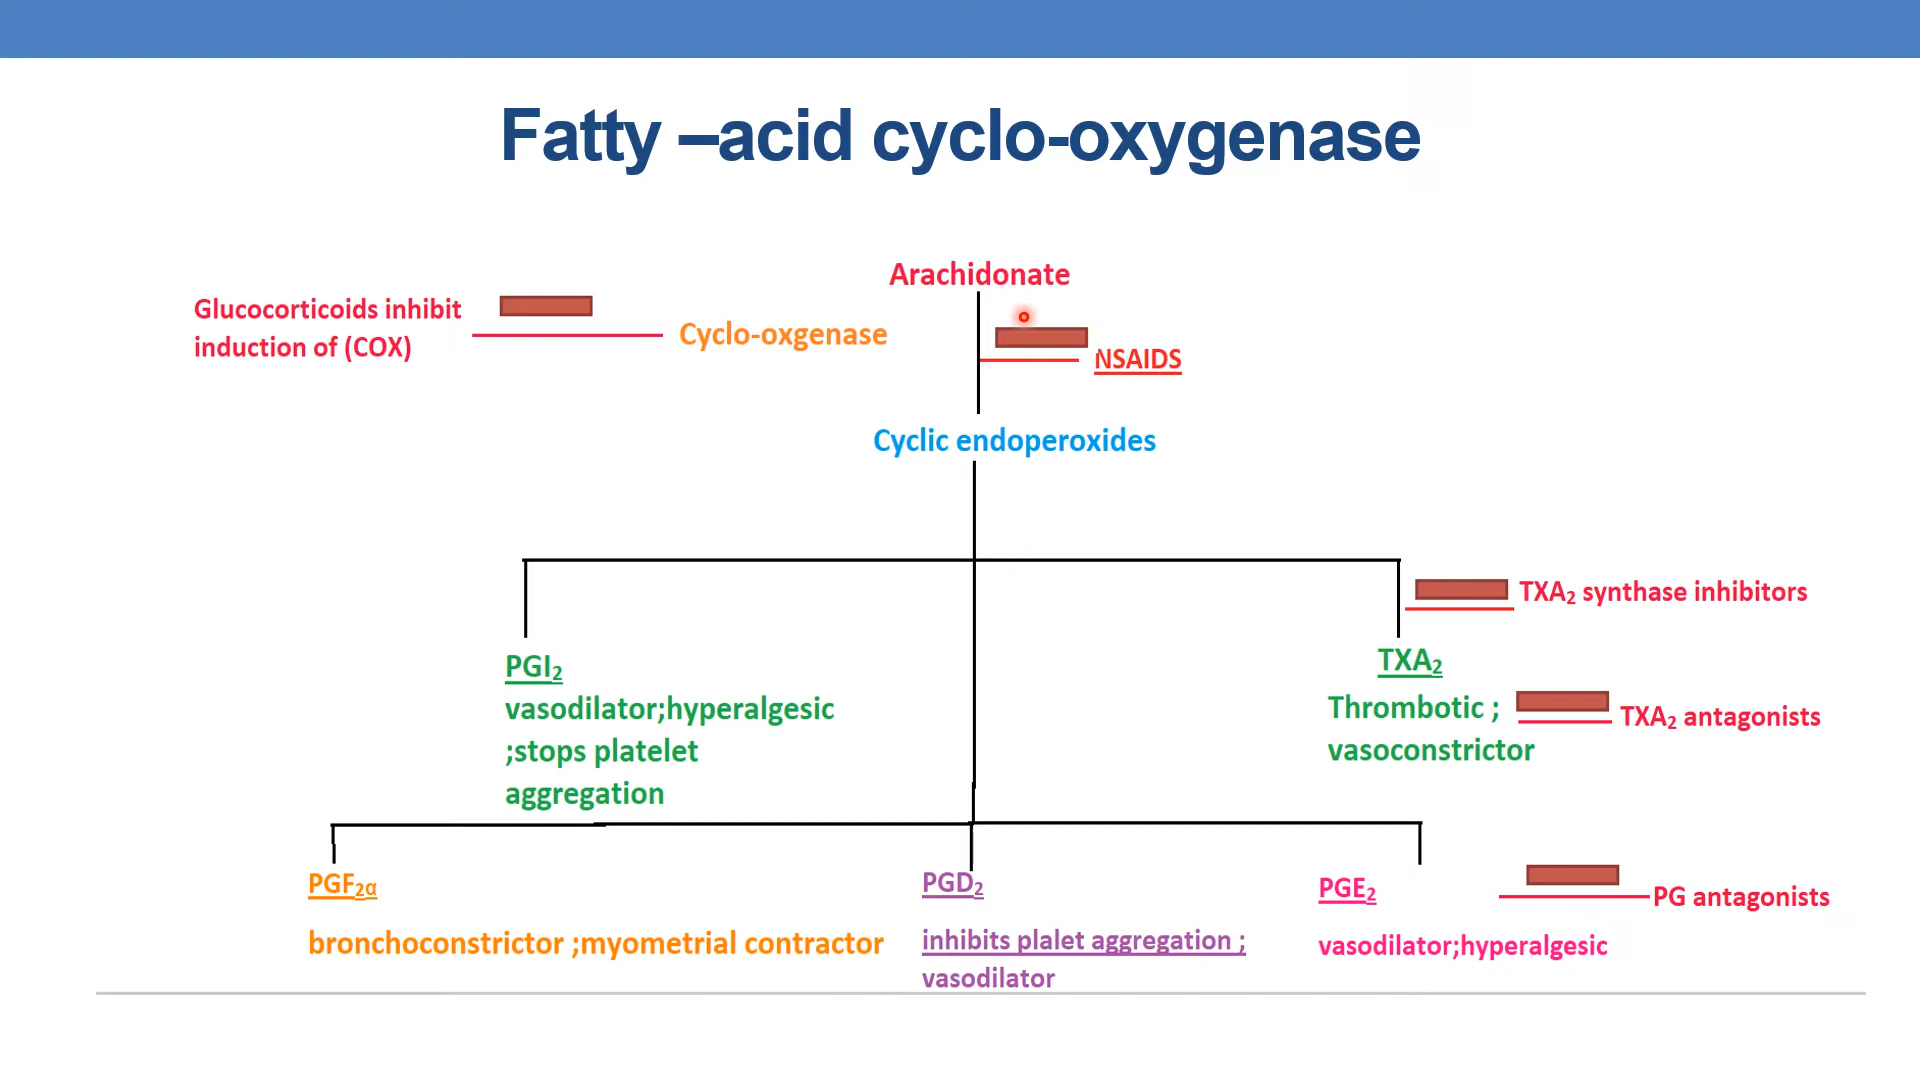 Fatty –acid cyclo-oxygenase
Arachidonate
Glucocorticoids inhibit
induction of (COX)
Cyclo-oxgenase
NSAIDS
Cyclic endoperoxides
TXA₂ synthase inhibitors
PGI₂
vasodilator;hyperalgesic
;stops platelet
aggregation
TXA₂
Thrombotic ;
vasoconstrictor
TXA₂ antagonists
PGF₂α
bronchoconstrictor ;myometrial contractor
PGD₂
inhibits plalet aggregation ;
vasodilator
PGE₂
vasodilator;hyperalgesic
PG antagonists